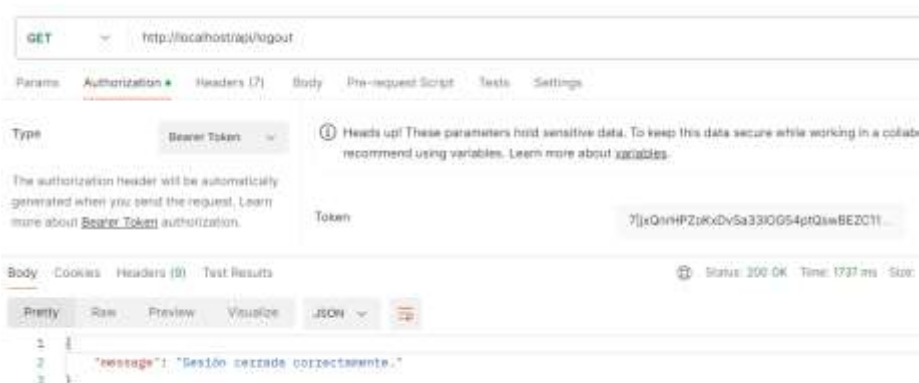 GET http://localhost/api/logout
Params Authorization Headers (7) Body Pre-request Script Tests Settings
Type Bearer Token
Heads up! These parameters hold sensitive data. To keep this data secure while working in a collab
recommend using variables. Learn more about variables.
The authorization header will be automatically
generated when you send the request. Learn
more about Bearer Token authorization.
Token
Body Cookies Headers (9) Test Results Status: 200 OK Time: 1737 ms Size:
Pretty Raw Preview Visualize JSON
1 {
2 "message": "Sesión cerrada correctamente."
3 }